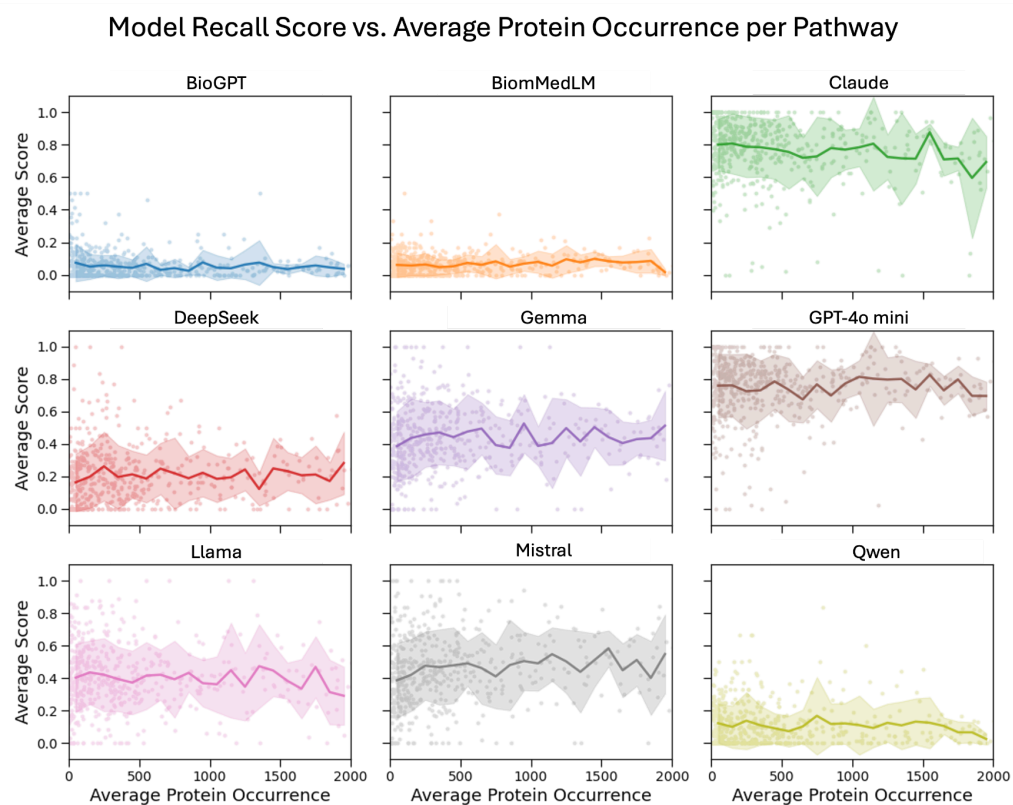 Model Recall Score vs. Average Protein Occurrence per Pathway
BioGPT
BiomMedLM
Claude
Average Score
1.0
0.8
0.6
0.4
0.2
0.0
DeepSeek
Gemma
GPT-4o mini
Average Score
1.0
0.8
0.6
0.4
0.2
0.0
Llama
Mistral
Qwen
Average Score
1.0
0.8
0.6
0.4
0.2
0.0
0 500 1000 1500 2000
0 500 1000 1500 2000
0 500 1000 1500 2000
Average Protein Occurrence
Average Protein Occurrence
Average Protein Occurrence